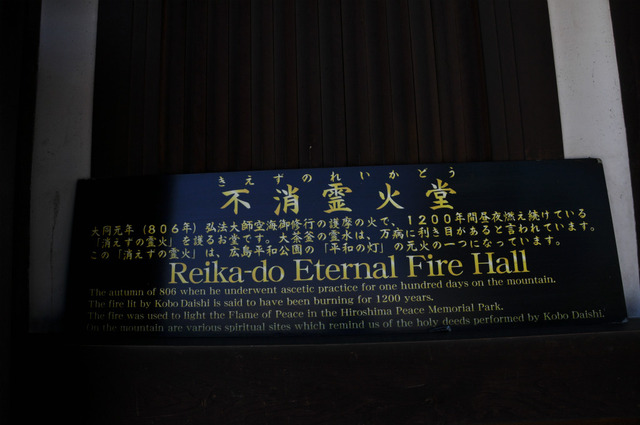 きえずのれいかどう
不消霊火堂
大同元年（806年）弘法大師空海御修行の護摩の火で、1200年間昼夜燃え続けている
「消えずの霊火」を護るお堂です。大茶釜の霊水は、万病に利き目があると言われています。
この「消えずの霊火」は、広島平和公園の「平和の灯」の元火の一つになっています。
Reika-do Eternal Fire Hall
The autumn of 806 when he underwent ascetic practice for one hundred days on the mountain.
The fire lit by Kobo Daishi is said to have been burning for 1200 years.
The fire was used to light the Flame of Peace in the Hiroshima Peace Memorial Park.
On the mountain are various spiritual sites which remind us of the holy deeds performed by Kobo Daishi.